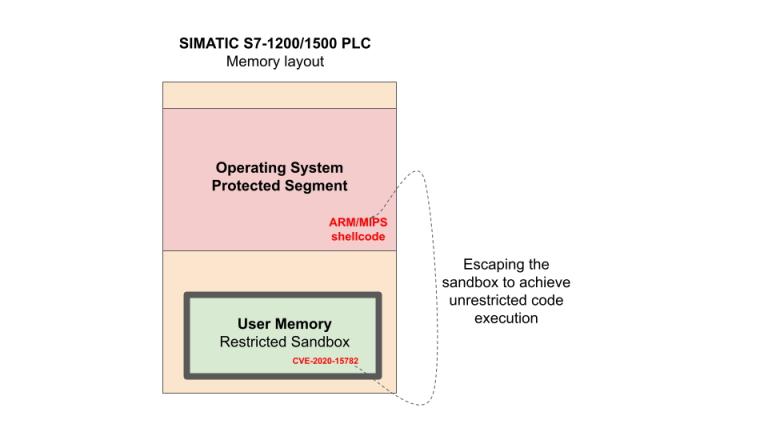 SIMATIC S7-1200/1500 PLC
Memory layout
Operating System
Protected Segment
ARM/MIPS
shellcode
Escaping the
sandbox to achieve
unrestricted code
execution
User Memory
Restricted Sandbox
CVE-2020-15782